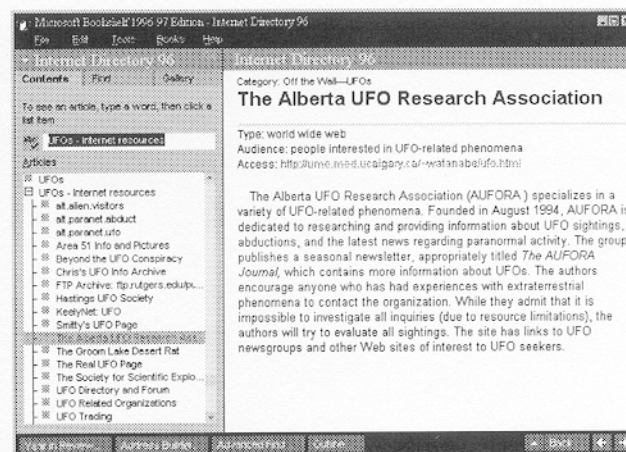 Microsoft Bookshelf 1996-97 Edition - Internet Directory 96
File Edit Tools Books Help
Internet Directory 96
Internet Directory 96
Contents Find Gallery
To see an article, type a word, then click a
list item
UFOs - Internet resources
Articles
UFOs
UFOs - Internet resources
alt.alien.visitors
alt.paranet.abduct
alt.paranet.ufo
Area 51 Info and Pictures
Beyond the UFO Conspiracy
Chris's UFO Info Archive
FTP Archive: ftp.rutgers.edu/pu...
Hastings UFO Society
KeelyNet: UFO
Smitty's UFO Page
The Alberta UFO Research Asso...
The Groom Lake Desert Rat
The Real UFO Page
The Society for Scientific Explo...
UFO Directory and Forum
UFO Related Organizations
UFO Trading
Category: Off the Wall—UFOs
The Alberta UFO Research Association
Type: world wide web
Audience: people interested in UFO-related phenomena
Access: http://ume.med.ucalgary.ca/~watanabe/ufo.html
The Alberta UFO Research Association (AUFORA ) specializes in a
variety of UFO-related phenomena. Founded in August 1994, AUFORA is
dedicated to researching and providing information about UFO sightings,
abductions, and the latest news regarding paranormal activity. The group
publishes a seasonal newsletter, appropriately titled The AUFORA
Journal, which contains more information about UFOs. The authors
encourage anyone who has had experiences with extraterrestrial
phenomena to contact the organization. While they admit that it is
impossible to investigate all inquiries (due to resource limitations), the
authors will try to evaluate all sightings. The site has links to UFO
newsgroups and other Web sites of interest to UFO seekers.
Year in Review... Address Builder... Advanced Find... Outline... Back